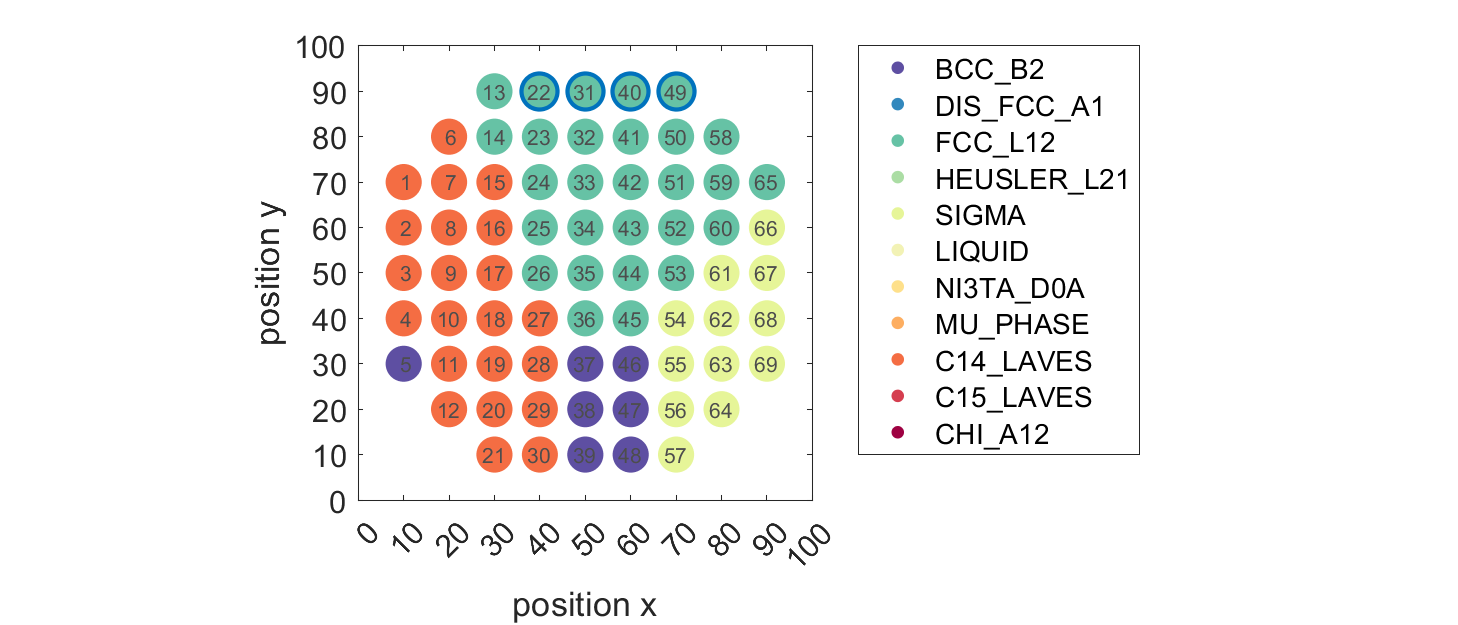 100
90
80
70
60
50
40
30
20
10
0
position y
13 22 31 40 49
6 14 23 32 41 50 58
1 7 15 24 33 42 51 59 65
2 8 16 25 34 43 52 60 66
3 9 17 26 35 44 53 61 67
4 10 18 27 36 45 54 62 68
5 11 19 28 37 46 55 63 69
12 20 29 38 47 56 64
21 30 39 48 57
0 10 20 30 40 50 60 70 80 90 100
position x
BCC_B2
DIS_FCC_A1
FCC_L12
HEUSLER_L21
SIGMA
LIQUID
NI3TA_D0A
MU_PHASE
C14_LAVES
C15_LAVES
CHI_A12